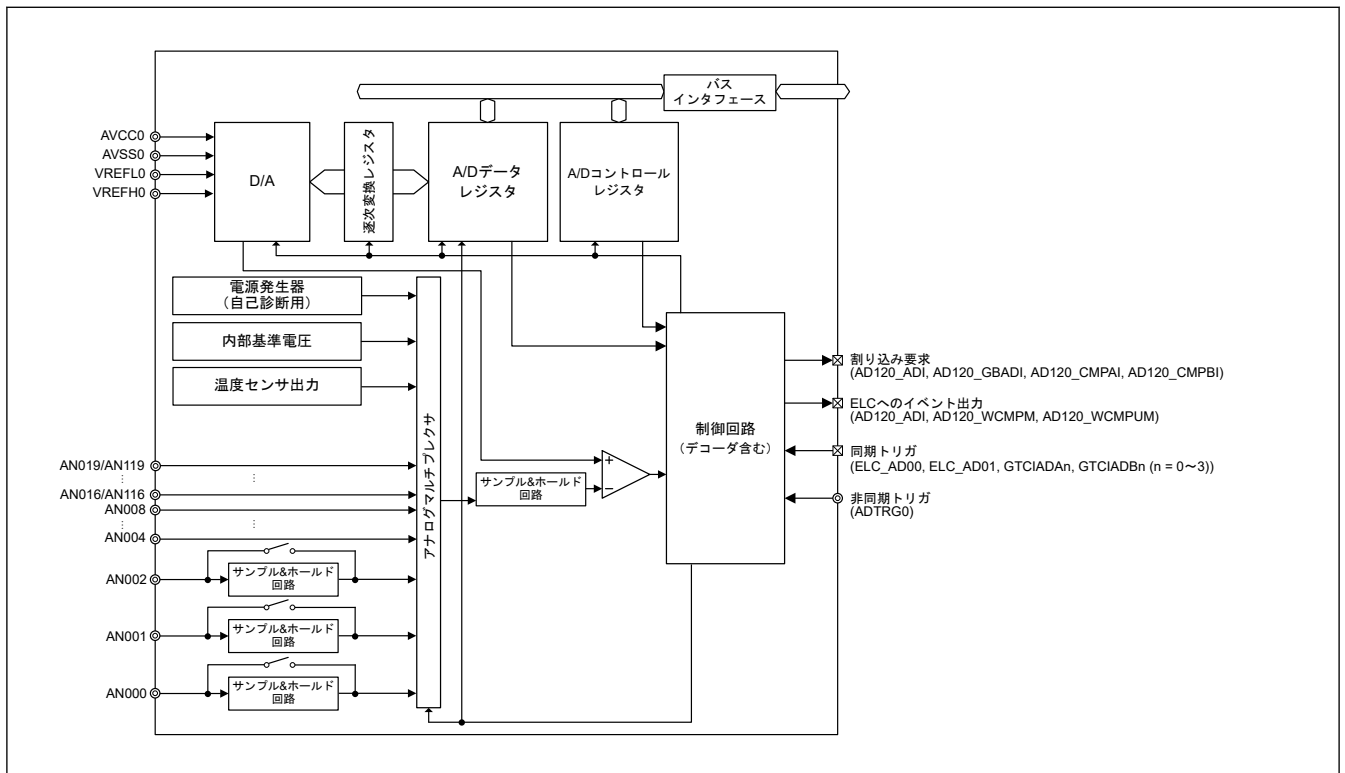 バス
インタフェース
AVCC0
AVSS0
VREFL0
VREFH0
D/A
逐次変換レジスタ
A/Dデータ
レジスタ
A/Dコントロール
レジスタ
電源発生器
(自己診断用)
内部基準電圧
温度センサ出力
アナログマルチプレクサ
AN019/AN119
AN016/AN116
AN008
AN004
AN002
サンプル&ホールド
回路
AN001
サンプル&ホールド
回路
AN000
サンプル&ホールド
回路
サンプル&ホールド
回路
+
−
制御回路
(デコーダ含む)
割り込み要求
(AD120_ADI, AD120_GBADI, AD120_CMPAI, AD120_CMPBI)
ELCへのイベント出力
(AD120_ADI, AD120_WCMPM, AD120_WCMPUM)
同期トリガ
(ELC_AD00, ELC_AD01, GTCIADAn, GTCIADBn (n = 0~3))
非同期トリガ
(ADTRG0)